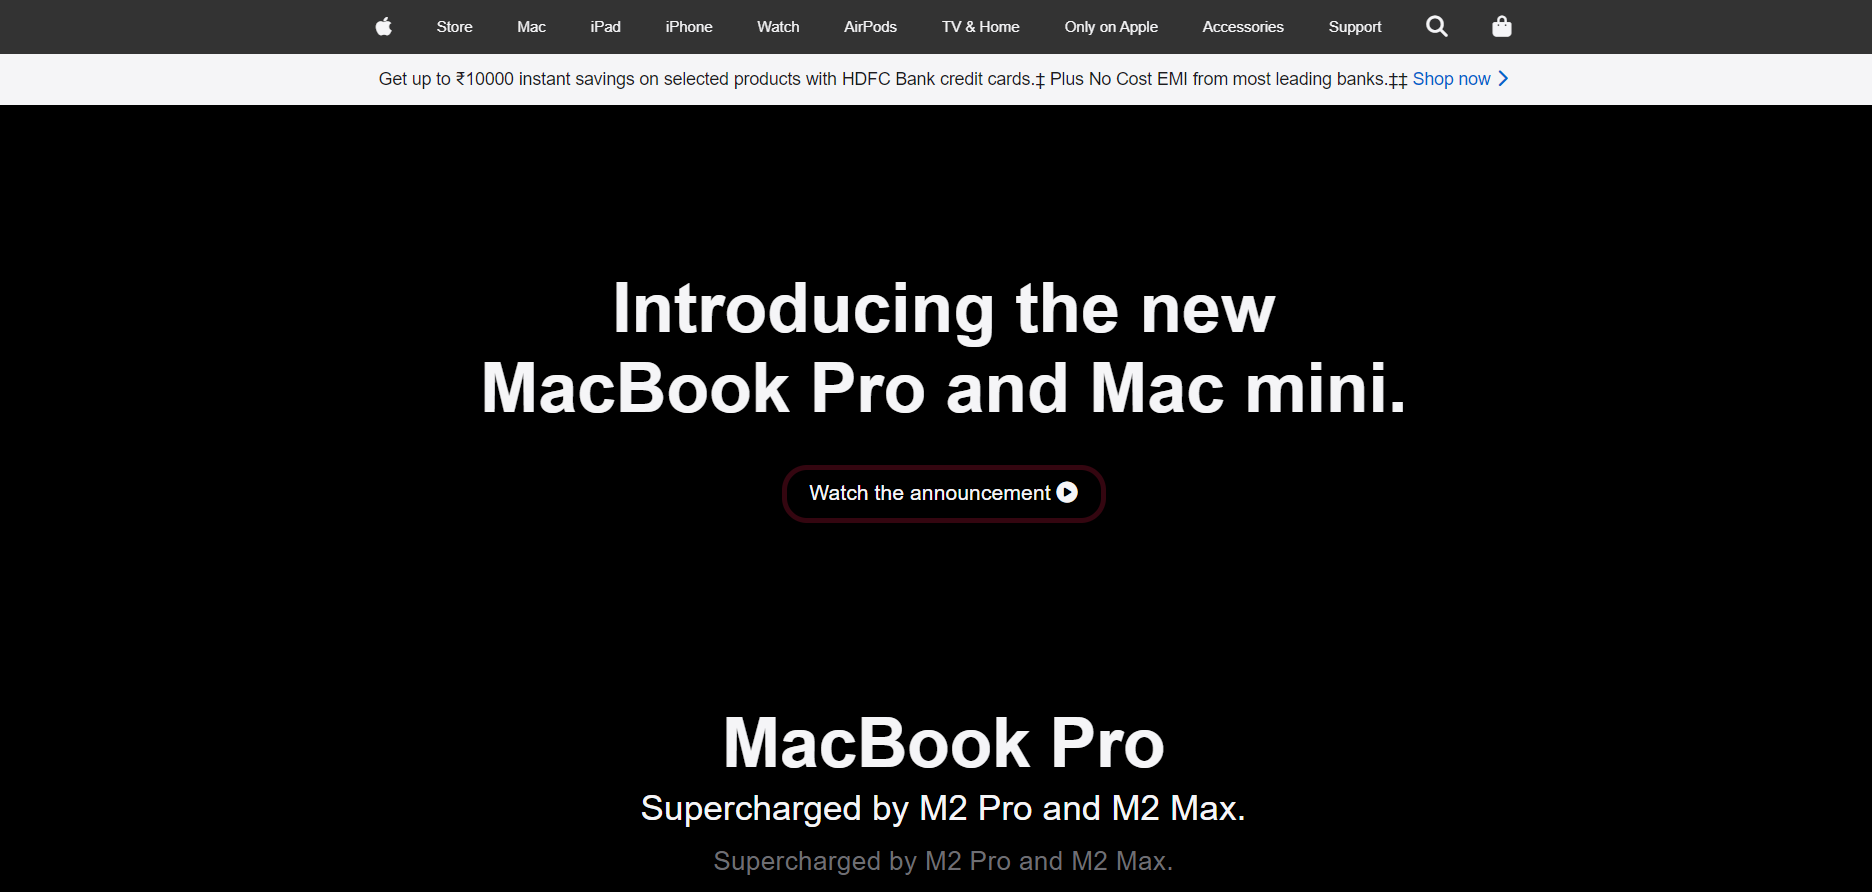 Store Mac iPad iPhone Watch AirPods TV & Home Only on Apple Accessories Support
Get up to ₹10000 instant savings on selected products with HDFC Bank credit cards.‡ Plus No Cost EMI from most leading banks.‡‡ Shop now
Introducing the new
MacBook Pro and Mac mini.
Watch the announcement
MacBook Pro
Supercharged by M2 Pro and M2 Max.
Supercharged by M2 Pro and M2 Max.